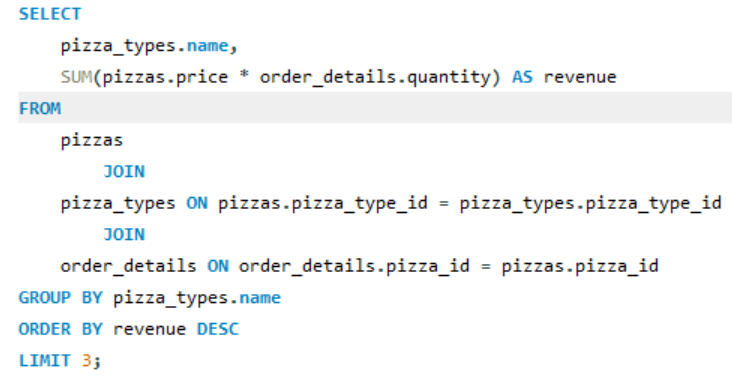 SELECT
    pizza_types.name,
    SUM(pizzas.price * order_details.quantity) AS revenue
FROM
    pizzas
        JOIN
    pizza_types ON pizzas.pizza_type_id = pizza_types.pizza_type_id
        JOIN
    order_details ON order_details.pizza_id = pizzas.pizza_id
GROUP BY pizza_types.name
ORDER BY revenue DESC
LIMIT 3;